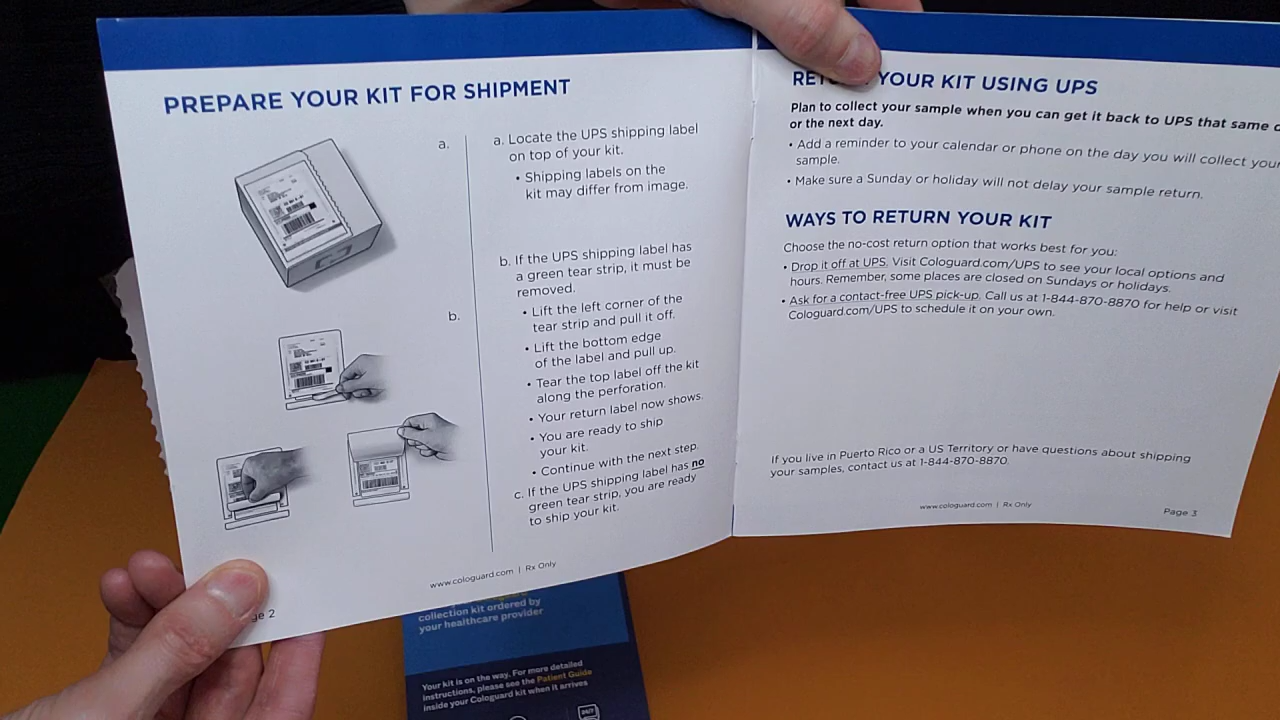 PREPARE YOUR KIT FOR SHIPMENT
a.
a. Locate the UPS shipping label
on top of your kit.
• Shipping labels on the
kit may differ from image.
b.
b. If the UPS shipping label has
a green tear strip, it must be
removed.
• Lift the left corner of the
tear strip and pull it off.
• Lift the bottom edge
of the label and pull up.
• Tear the top label off the kit
along the perforation.
• Your return label now shows.
• You are ready to ship
your kit.
• Continue with the next step.
c. If the UPS shipping label has no
green tear strip, you are ready
to ship your kit.
www.cologuard.com | Rx Only
2
YOUR KIT USING UPS
Plan to collect your sample when you can get it back to UPS that same
or the next day.
• Add a reminder to your calendar or phone on the day you will collect your
sample.
• Make sure a Sunday or holiday will not delay your sample return.
WAYS TO RETURN YOUR KIT
Choose the no-cost return option that works best for you:
• Drop it off at UPS. Visit Cologuard.com/UPS to see your local options and
hours. Remember, some places are closed on Sundays or holidays.
• Ask for a contact-free UPS pick-up. Call us at 1-844-870-8870 for help or visit
Cologuard.com/UPS to schedule it on your own.
If you live in Puerto Rico or a US Territory or have questions about shipping
your samples, contact us at 1-844-870-8870.
www.cologuard.com | Rx Only
Page 3
collection kit ordered by
your healthcare provider
Your kit is on the way. For more detailed
instructions, please see the Patient Guide
inside your Cologuard kit when it arrives
24/7